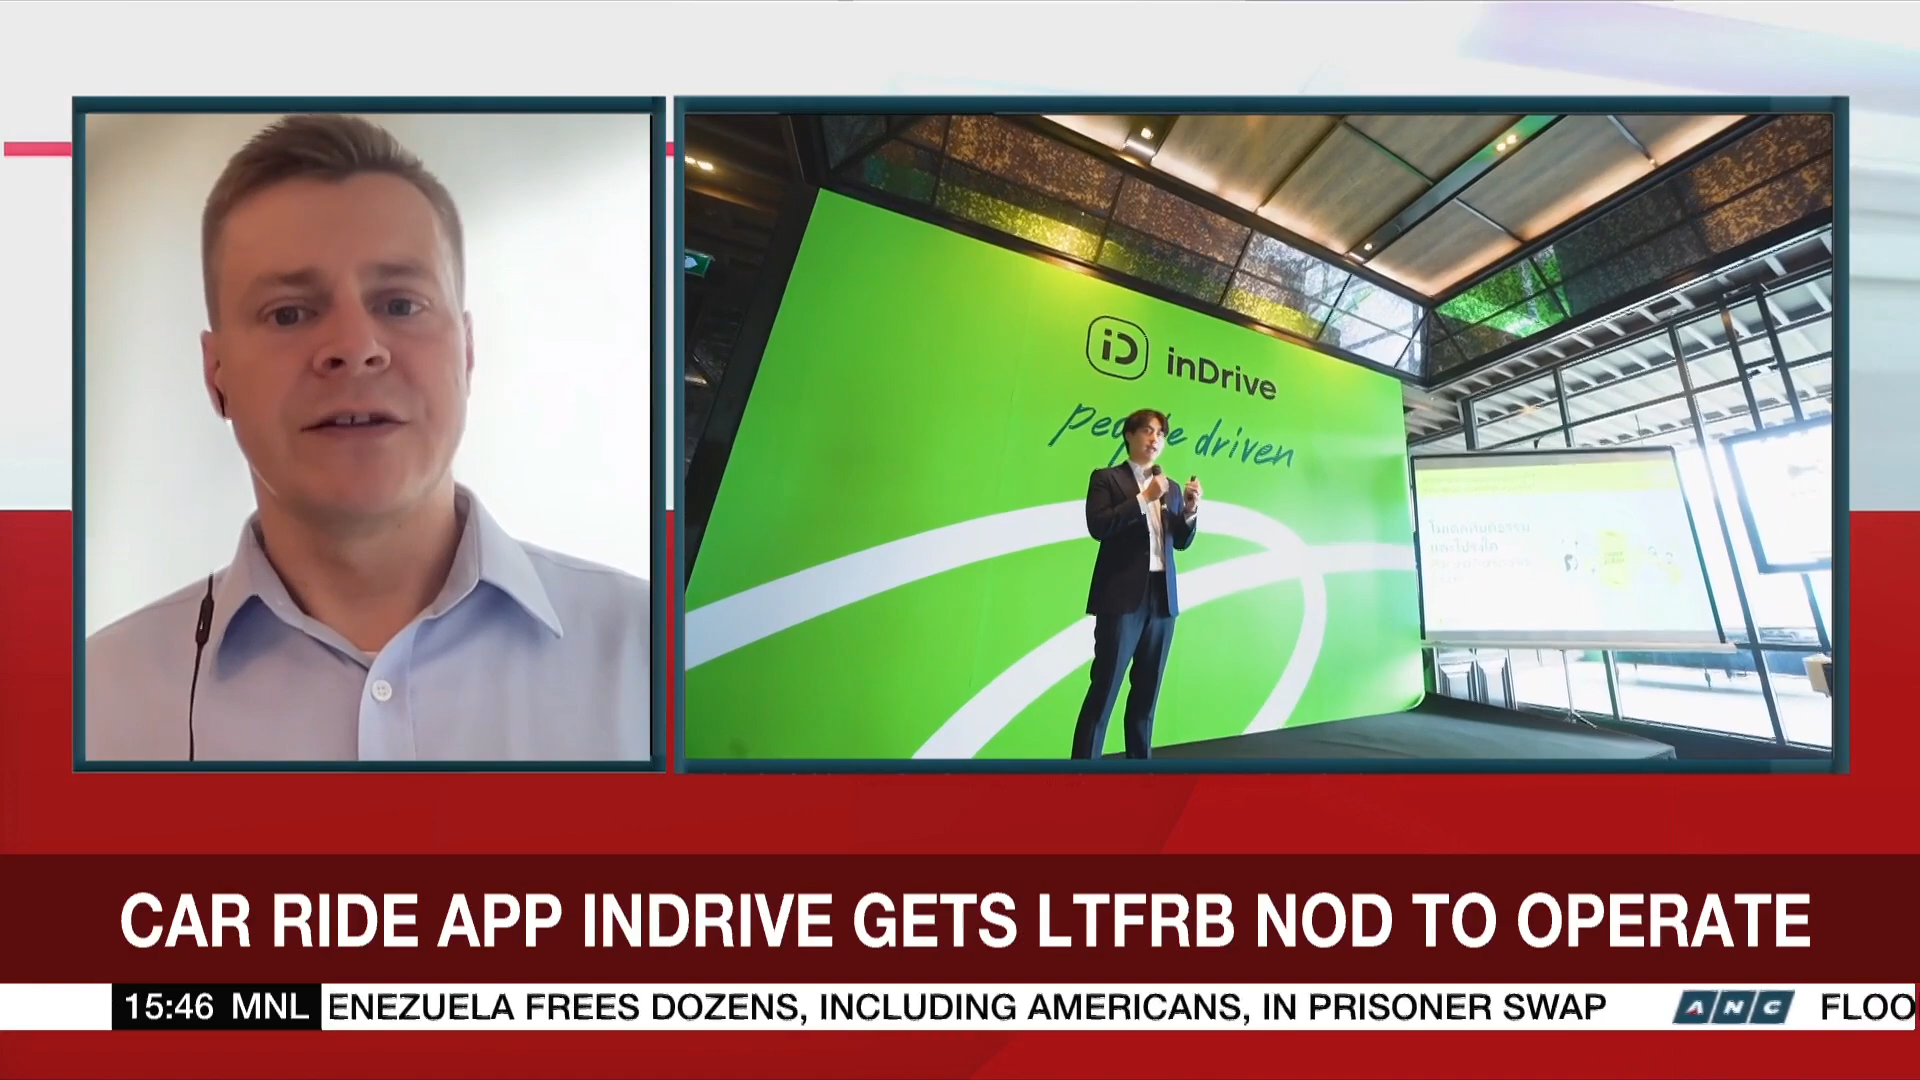 iD inDrive
people driven
CAR RIDE APP INDRIVE GETS LTFRB NOD TO OPERATE
15:46 MNL ENEZUELA FREES DOZENS, INCLUDING AMERICANS, IN PRISONER SWAP ANC FLOO